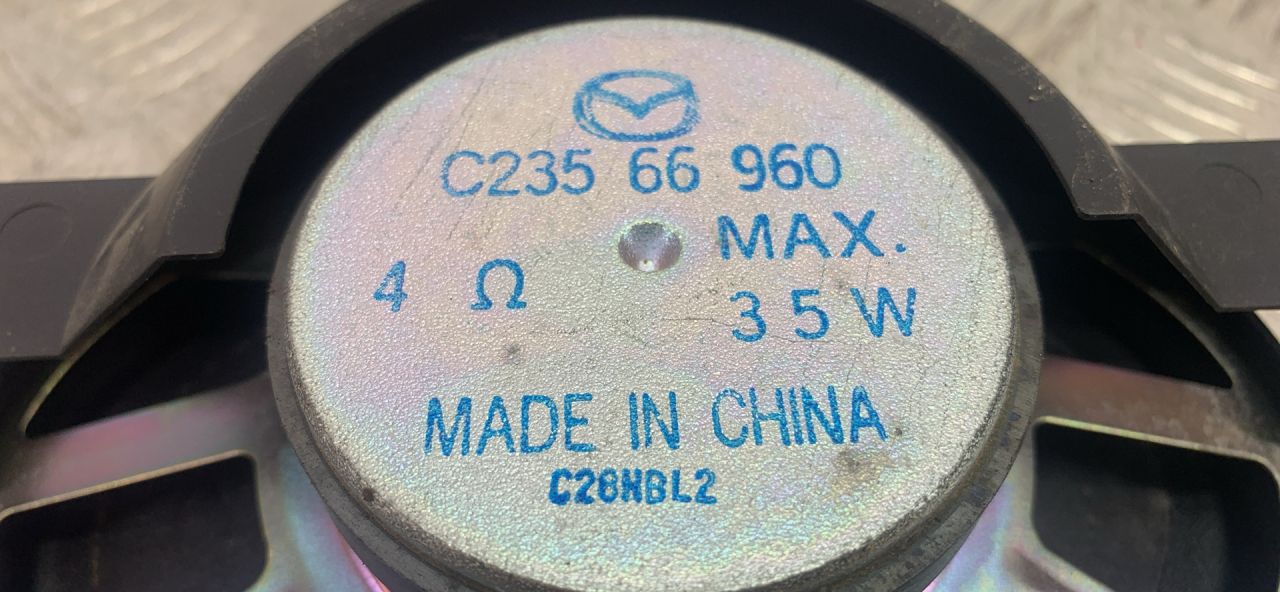 C235 66 960
4 Ω
MAX.
35W
MADE IN CHINA
C28NBL2